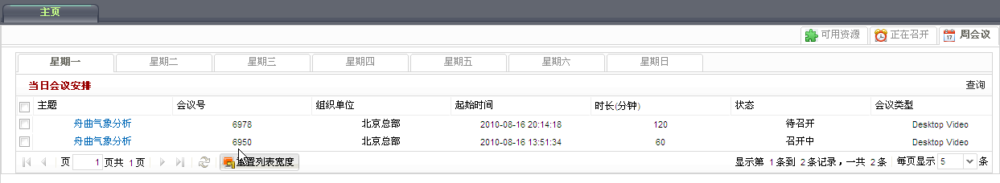 主页
可用资源 正在召开 17 周会议
星期一 星期二 星期三 星期四 星期五 星期六 星期日
当日会议安排 查询
主题 会议号 组织单位 起始时间 时长(分钟) 状态 会议类型
舟曲气象分析 6978 北京总部 2010-08-16 20:14:18 120 待召开 Desktop Video
舟曲气象分析 6950 北京总部 2010-08-16 13:51:34 60 召开中 Desktop Video
页 1 页共 1 页 重置列表宽度 显示第 1 条到 2 条记录，一共 2 条 每页显示 5 条